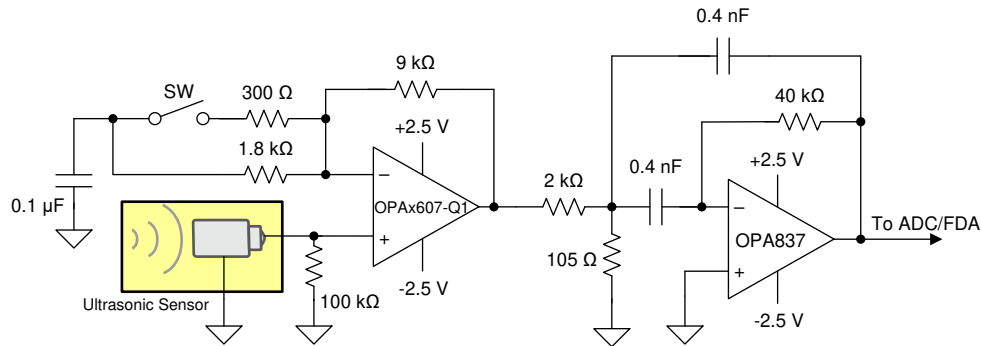 0.4 nF
9 kΩ
SW
300 Ω
40 kΩ
+2.5 V
1.8 kΩ
0.4 nF
+2.5 V
0.1 µF
−
OPAx607-Q1
+
2 kΩ
−
OPA837
+
To ADC/FDA
105 Ω
-2.5 V
100 kΩ
-2.5 V
Ultrasonic Sensor